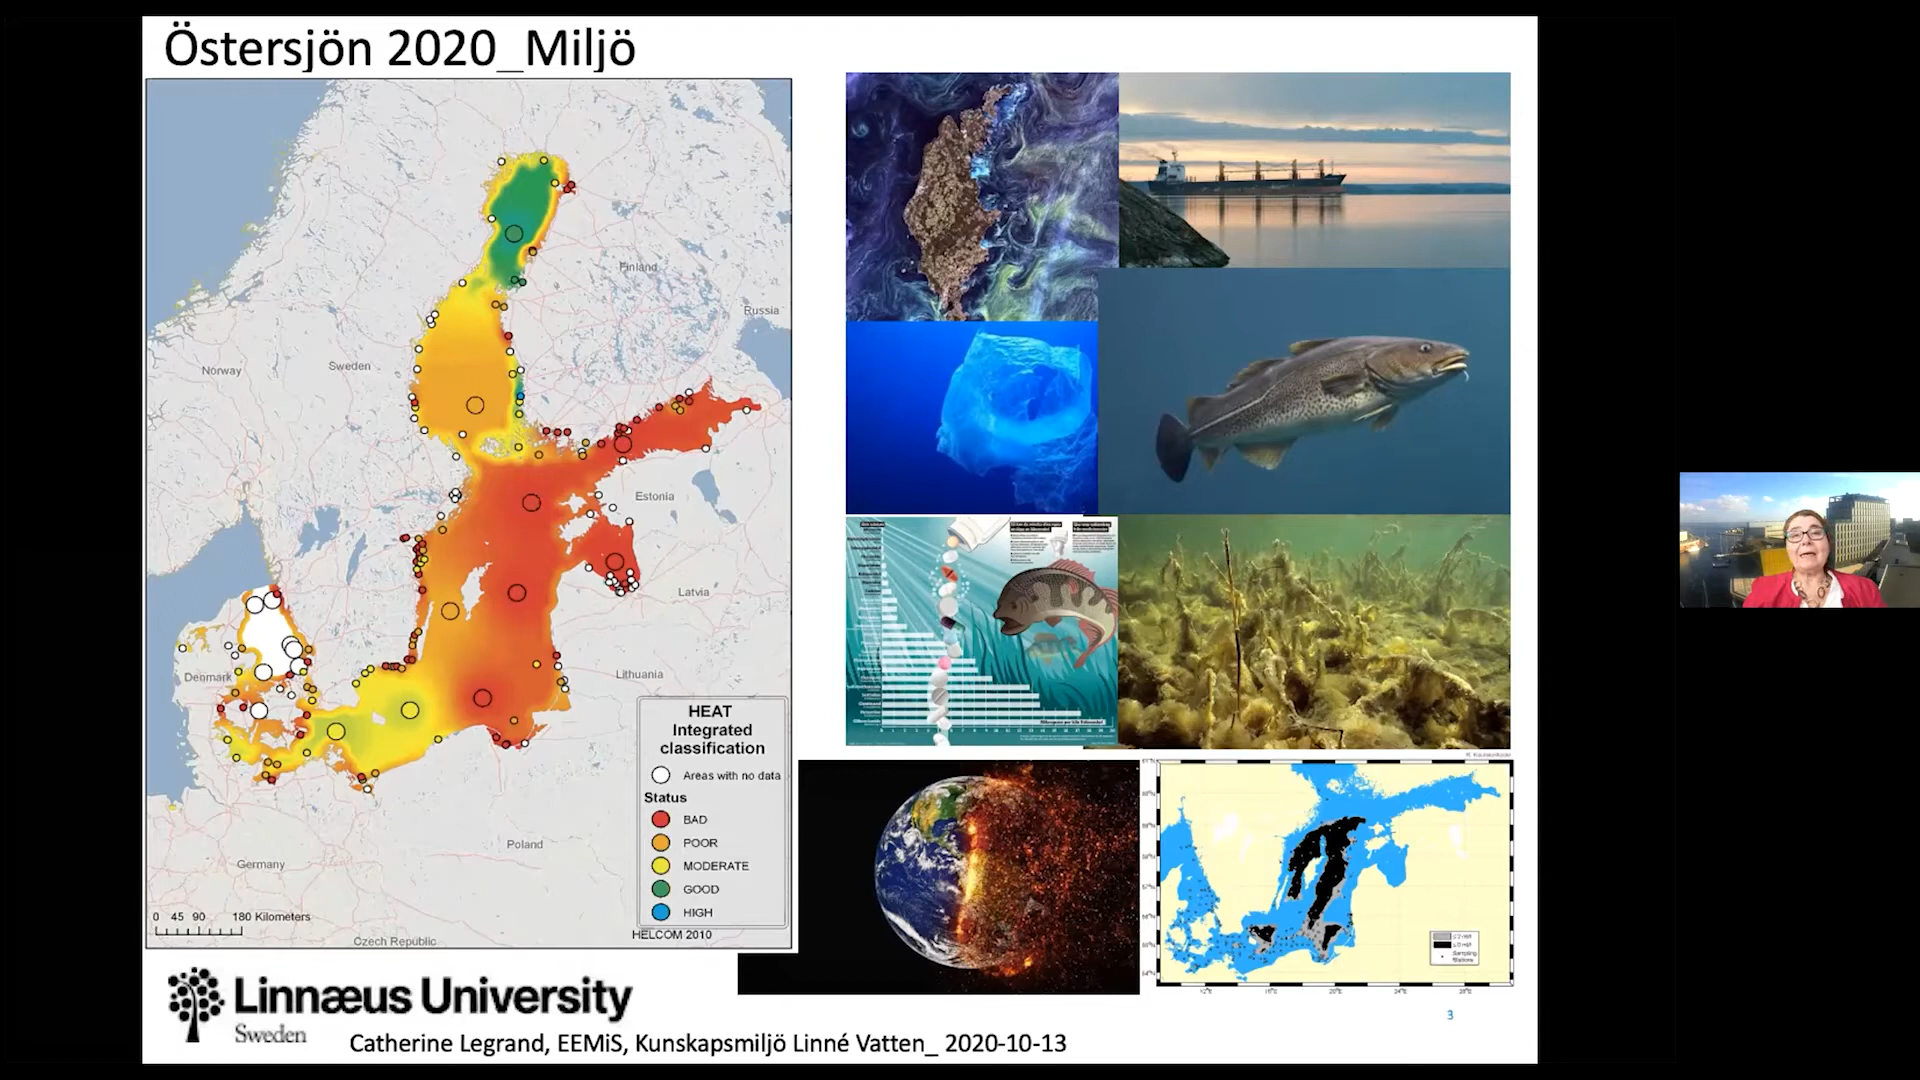 Östersjön 2020_Miljö
Finland
Russia
Norway
Sweden
Estonia
Latvia
Denmark
Lithuania
Poland
Germany
Czech Republic
HEAT
Integrated
classification
Areas with no data
Status
BAD
POOR
MODERATE
GOOD
HIGH
0 45 90 180 Kilometers
HELCOM 2010
Sampling
Stations
Linnæus University
Sweden
Catherine Legrand, EEMiS, Kunskapsmiljö Linné Vatten_ 2020-10-13
3